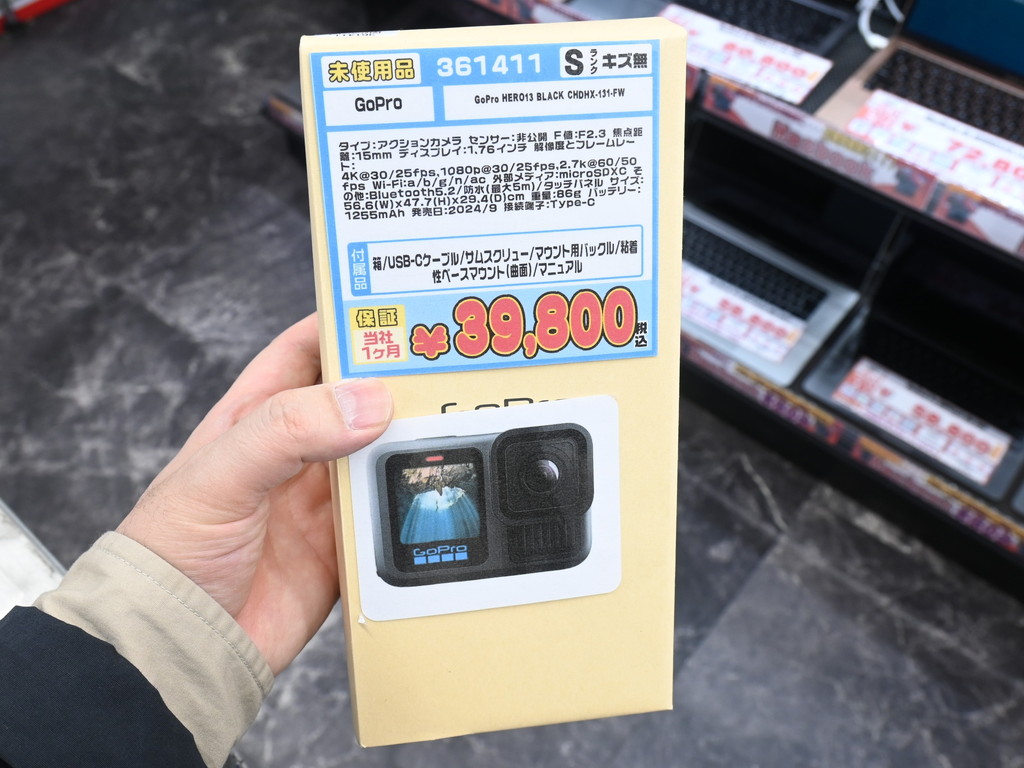 未使用品 361411 S ランク キズ無
GoPro GoPro HERO13 BLACK CHDHX-131-FW
タイプ:アクションカメラ センサー:非公開 F値:F2.3 焦点距
離:15mm ディスプレイ:1.76インチ 解像度とフレームレー
ト:
4K@30/25fps,1080p@30/25fps,2.7k@60/50
fps Wi-Fi:a/b/g/n/ac 外部メディア:microSDXC そ
の他:Bluetooth5.2/防水(最大5m)/タッチパネル サイズ:
56.6(W)x47.7(H)x29.4(D)cm 重量:86g バッテリー:
1255mAh 発売日:2024/9 接続端子:Type-C
付属品
箱/USB-Cケーブル/サムスクリュー/マウント用バックル/粘着
性ベースマウント(曲面)/マニュアル
保証
当社
1ヶ月
¥39,800 税込
GoPro
GoPro